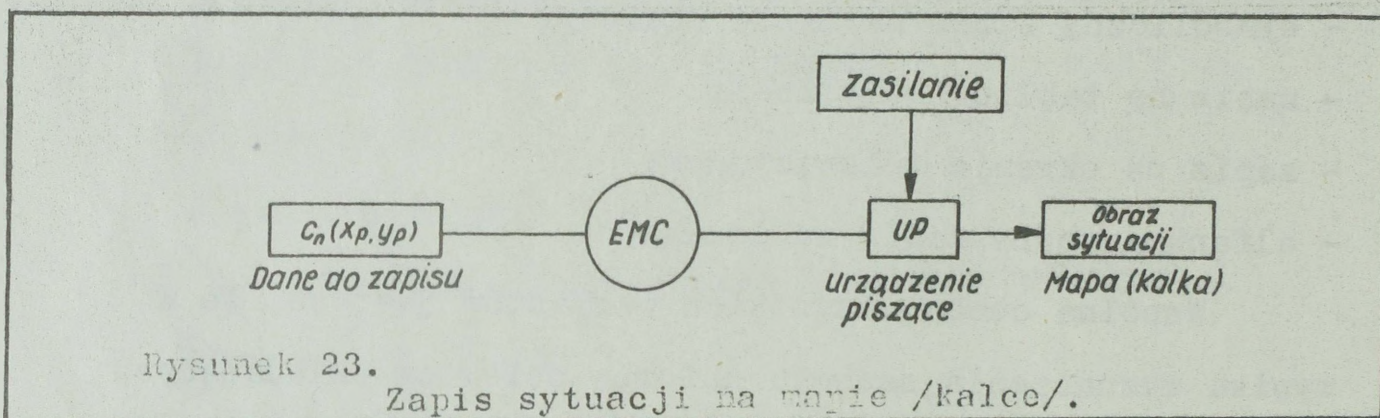 Zasilanie
Cn(xp, yp)
EMC
UP
Obraz
sytuacji
Dane do zapisu
urządzenie
piszące
Mapa (kalka)
Rysunek 23.
Zapis sytuacji na mapie /kalce/.